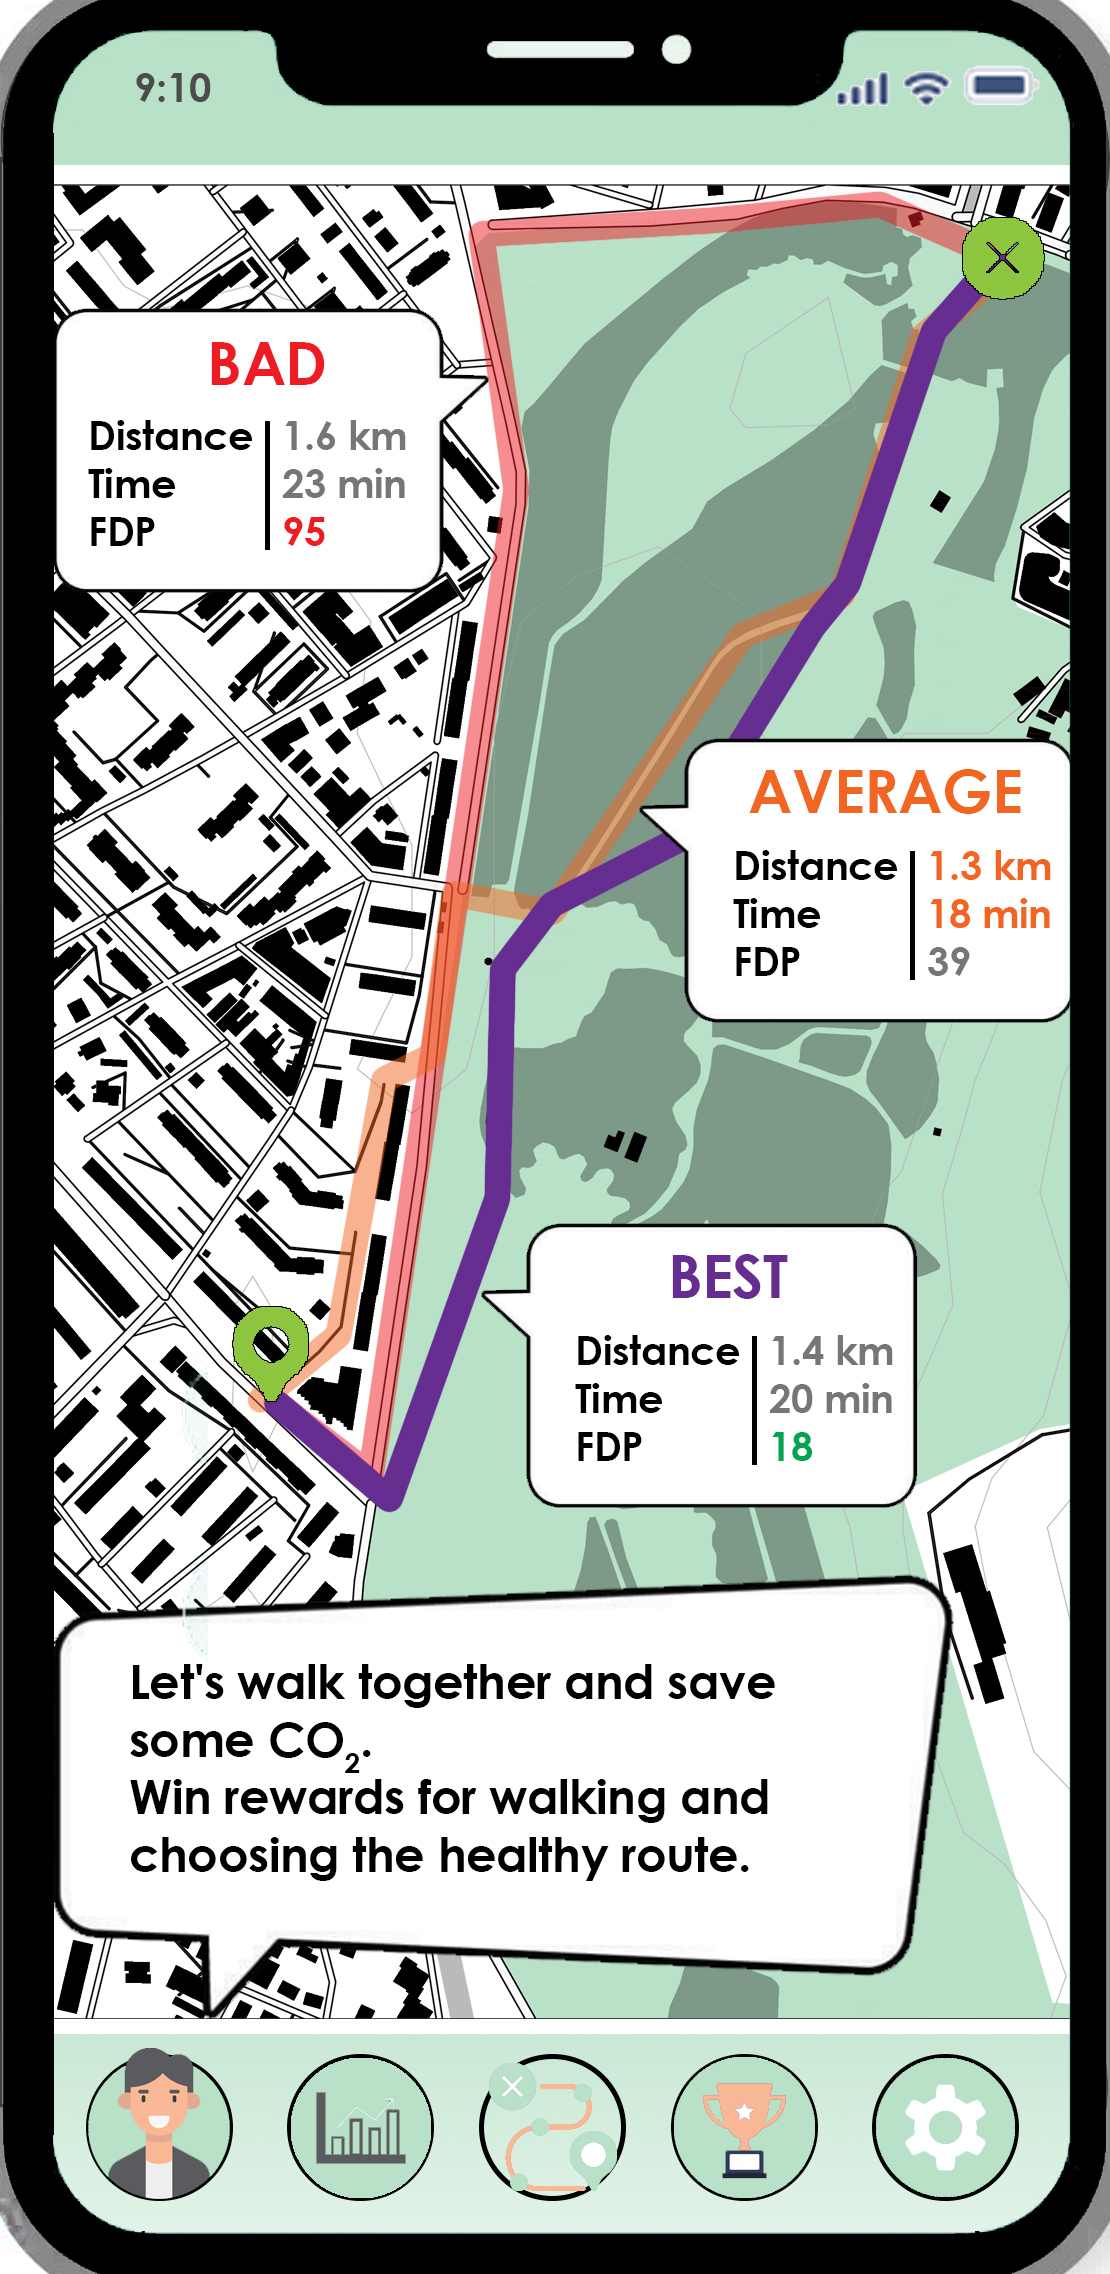 9:10
BAD
Distance 1.6 km
Time 23 min
FDP 95
AVERAGE
Distance 1.3 km
Time 18 min
FDP 39
BEST
Distance 1.4 km
Time 20 min
FDP 18
Let's walk together and save
some CO₂.
Win rewards for walking and
choosing the healthy route.